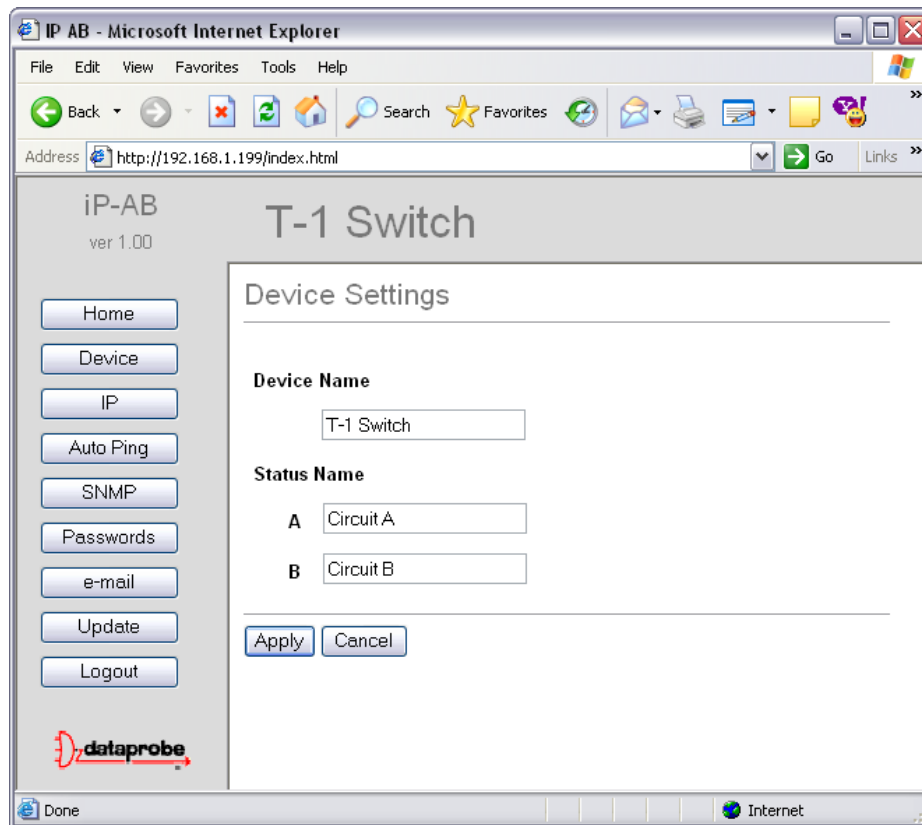 IP AB - Microsoft Internet Explorer
File Edit View Favorites Tools Help
Back Search Favorites
Address http://192.168.1.199/index.html Go Links
iP-AB
ver 1.00
T-1 Switch
Home
Device
IP
Auto Ping
SNMP
Passwords
e-mail
Update
Logout
dataprobe
Device Settings
Device Name
T-1 Switch
Status Name
A Circuit A
B Circuit B
Apply Cancel
Done Internet